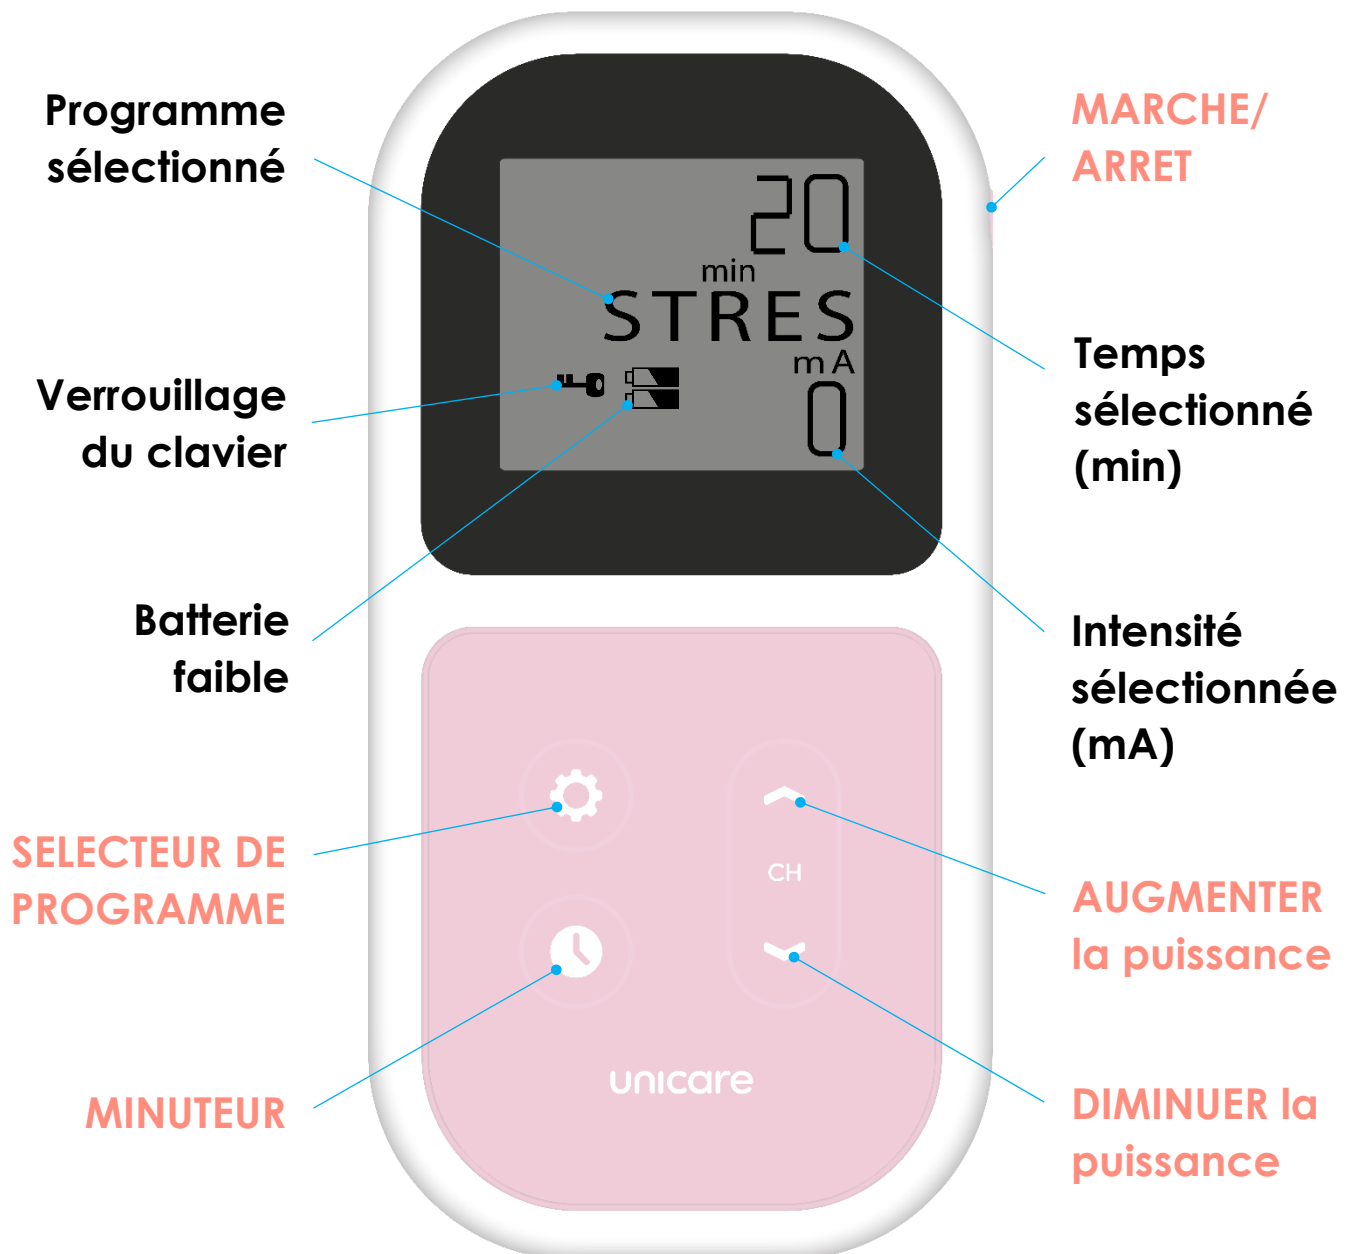 Programme
sélectionné
MARCHE/
ARRET
20
min
STRES
mA
0
Verrouillage
du clavier
Temps
sélectionné
(min)
Batterie
faible
Intensité
sélectionnée
(mA)
SELECTEUR DE
PROGRAMME
CH
AUGMENTER
la puissance
MINUTEUR
unicare
DIMINUER la
puissance